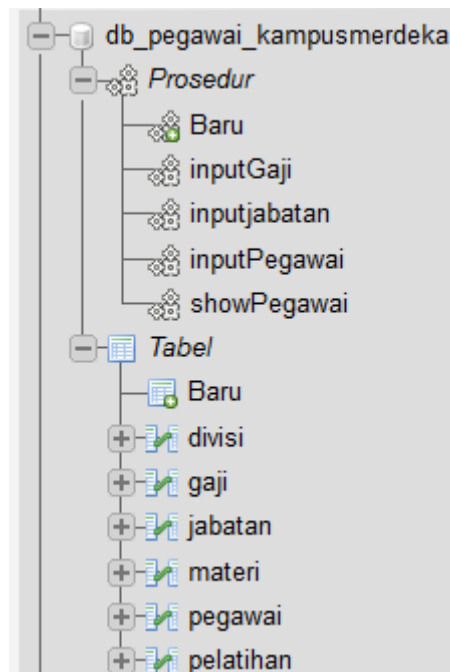 db_pegawai_kampusmerdeka
Prosedur
Baru
inputGaji
inputjabatan
inputPegawai
showPegawai
Tabel
Baru
divisi
gaji
jabatan
materi
pegawai
pelatihan